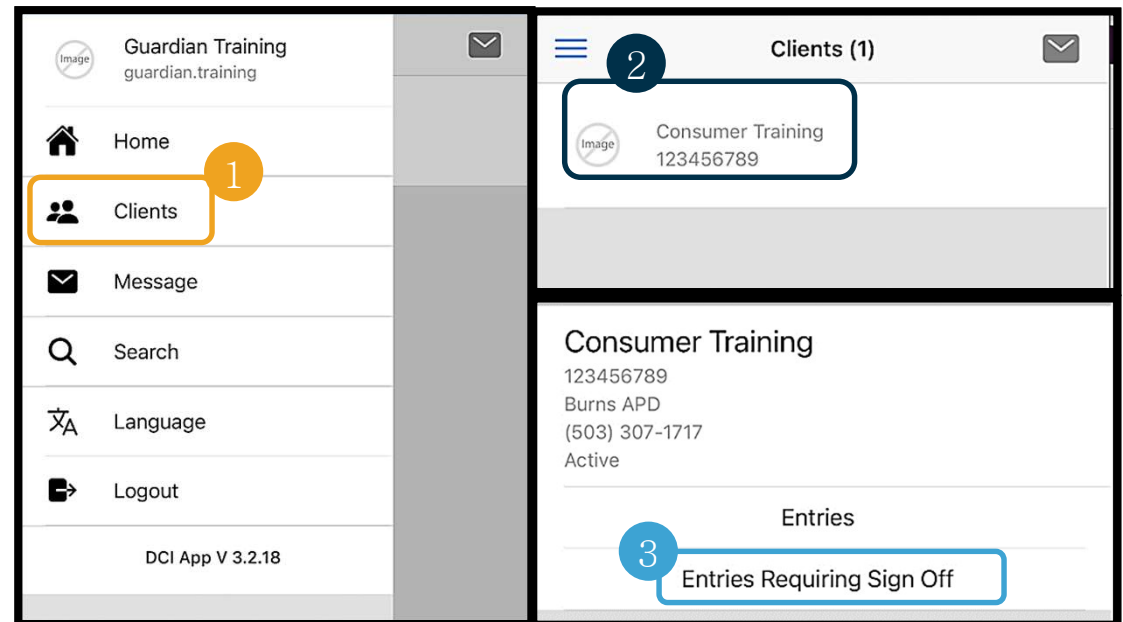 Image
Guardian Training
guardian.training
Home
1
Clients
Message
Search
文A
Language
Logout
DCI App V 3.2.18
2
Clients (1)
Image
Consumer Training
123456789
Consumer Training
123456789
Burns APD
(503) 307-1717
Active
Entries
3
Entries Requiring Sign Off